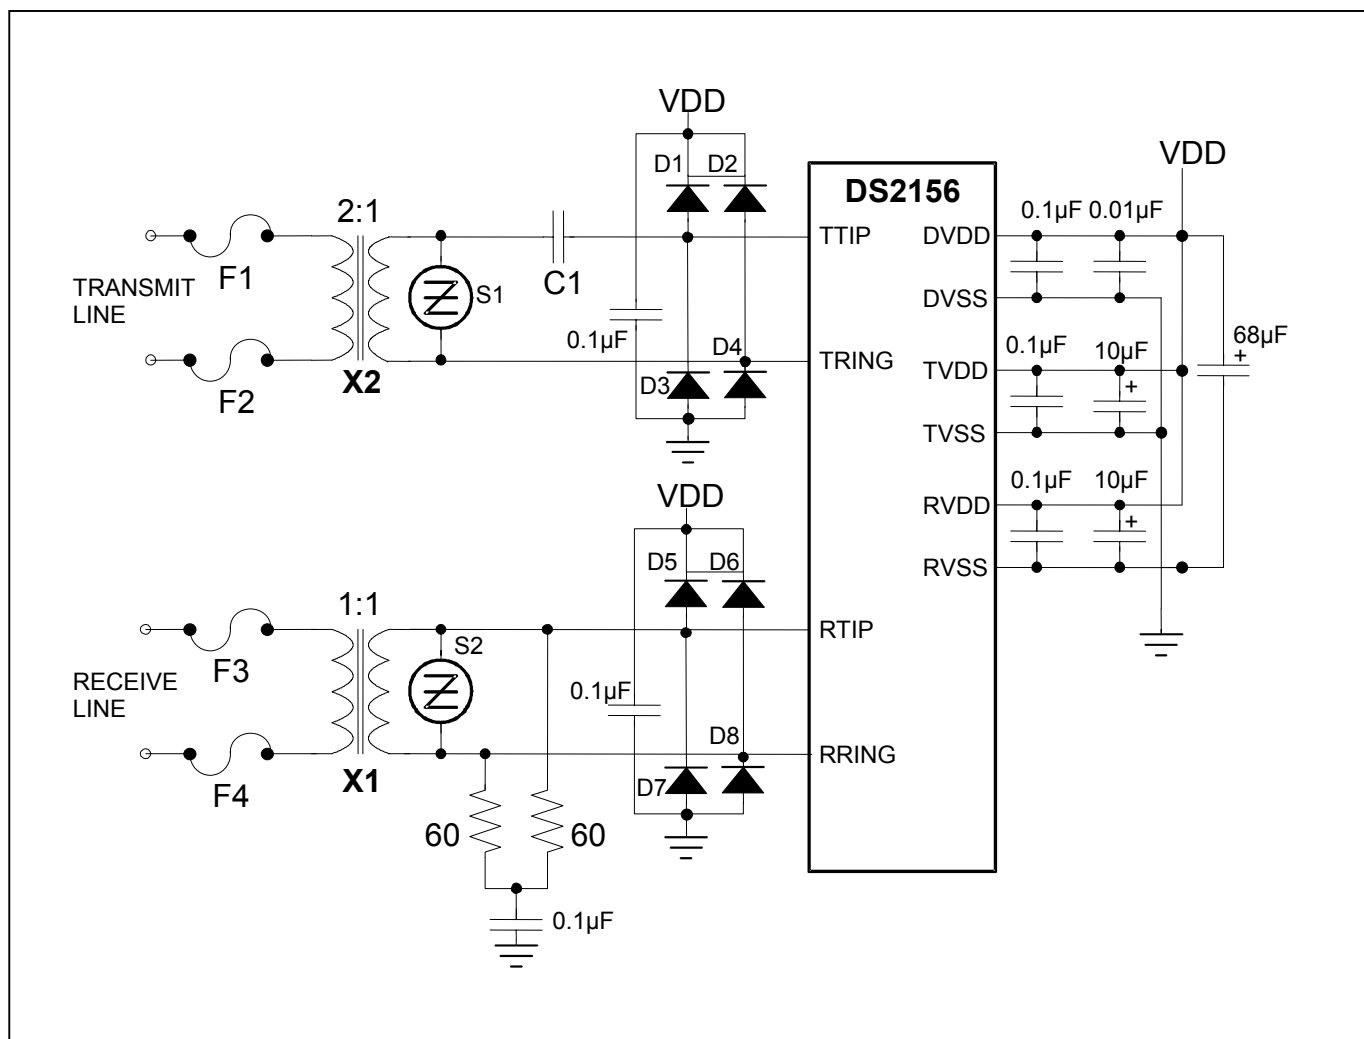 VDD
D1 D2
DS2156
VDD
2:1
TTIP
DVDD
0.1µF 0.01µF
F1
TRANSMIT
LINE
S1
C1
0.1µF
DVSS
68µF
+
F2
X2
D3
D4
TRING
TVDD
0.1µF 10µF
+
TVSS
VDD
RVDD
0.1µF 10µF
+
D5 D6
RVSS
1:1
RTIP
F3
RECEIVE
LINE
S2
0.1µF
F4
X1
D7
D8
RRING
60 60
0.1µF